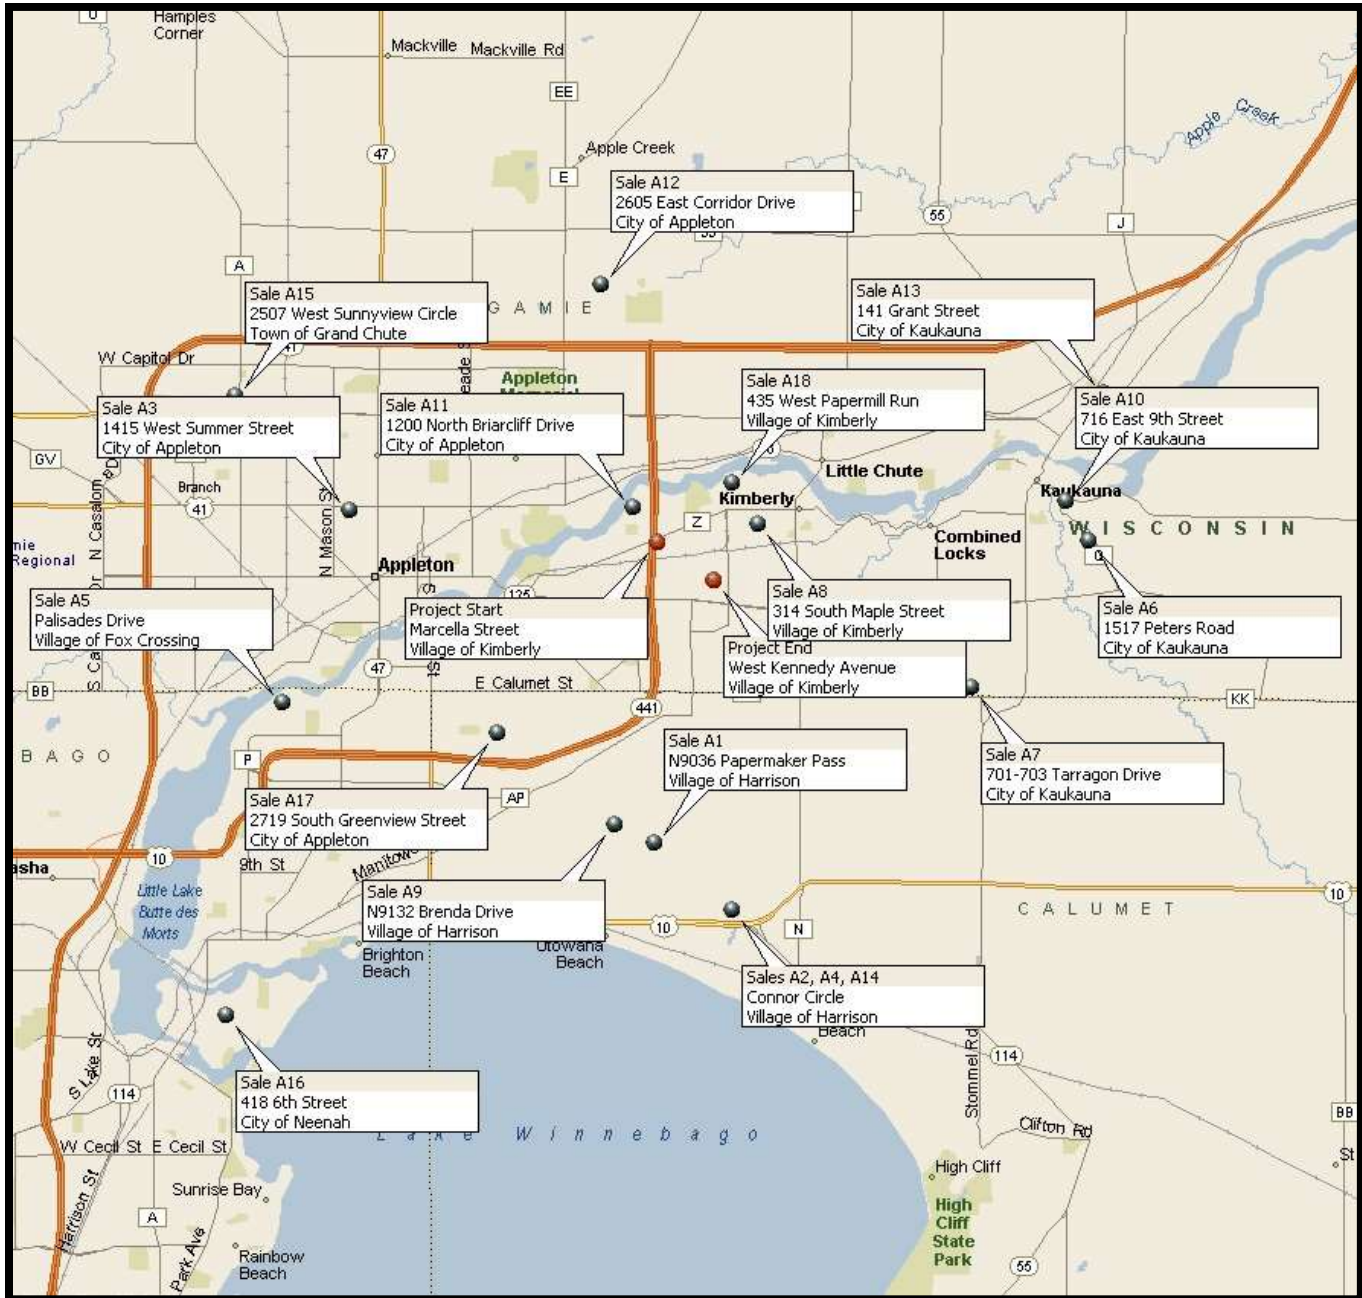 U
Hamples
Corner
Mackville
Mackville Rd
EE
47
Apple Creek
Apple
Creek
E
Sale A12
2605 East Corridor Drive
City of Appleton
55
J
A
Sale A15
2507 West Sunnyview Circle
Town of Grand Chute
G A M I E
Sale A13
141 Grant Street
City of Kaukauna
41
W Capitol Dr
Appleton
Sale A18
435 West Papermill Run
Village of Kimberly
Sale A3
1415 West Summer Street
City of Appleton
Sale A11
1200 North Briarcliff Drive
City of Appleton
Sale A10
716 East 9th Street
City of Kaukauna
GV
Branch
Little Chute
Kimberly
Kaukauna
41
N Casalom
N Mason St
Z
W I S C O N S I N
Combined
Locks
Regional
Appleton
125
Sale A5
Palisades Drive
Village of Fox Crossing
Project Start
Marcella Street
Village of Kimberly
Sale A8
314 South Maple Street
Village of Kimberly
Sale A6
1517 Peters Road
City of Kaukauna
Project End
West Kennedy Avenue
Village of Kimberly
47
BB
E Calumet St
KK
441
B A G O
P
Sale A1
N9036 Papermaker Pass
Village of Harrison
Sale A7
701-703 Tarragon Drive
City of Kaukauna
Sale A17
2719 South Greenview Street
City of Appleton
AP
10
9th St
asha
Little Lake
Butte des
Morts
Sale A9
N9132 Brenda Drive
Village of Harrison
10
N
C A L U M E T
10
Brighton
Beach
Utowana
Beach
Sales A2, A4, A14
Connor Circle
Village of Harrison
Beach
S Lake St
114
Stommel Rd
114
Sale A16
418 6th Street
City of Neenah
L a k e W i n n e b a g o
Clifton Rd
BB
W Cecil St
E Cecil St
St
High Cliff
Sunrise Bay
High
Cliff
State
Park
A
Harrison St
Park Ave
Rainbow
Beach
55